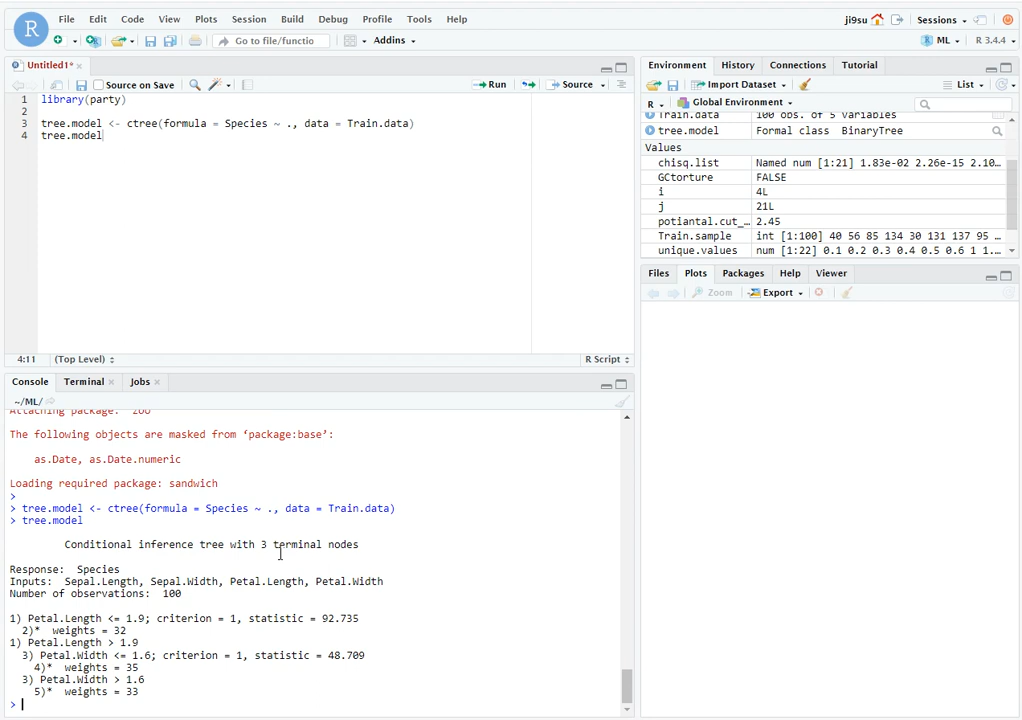 File Edit Code View Plots Session Build Debug Profile Tools Help ji9su Sessions
R Go to file/functio Addins ML R 3.4.4
Untitled1* Environment History Connections Tutorial
Source on Save Run Source Import Dataset List
1 library(party) R Global Environment
2
3 tree.model <- ctree(formula = Species ~ ., data = Train.data)
4 tree.model
Train.data 100 obs. of 5 variables
tree.model Formal class BinaryTree
Values
chisq.list Named num [1:21] 1.83e-02 2.26e-15 2.10…
GCtorture FALSE
i 4L
j 21L
potiantal.cut_… 2.45
Train.sample int [1:100] 40 56 85 134 30 131 137 95 …
unique.values num [1:22] 0.1 0.2 0.3 0.4 0.5 0.6 1 1.…
Files Plots Packages Help Viewer
Zoom Export
4:11 (Top Level) R Script
Console Terminal Jobs
~/ML/
Attaching package: ‘zoo’
The following objects are masked from ‘package:base’:
as.Date, as.Date.numeric
Loading required package: sandwich
>
> tree.model <- ctree(formula = Species ~ ., data = Train.data)
> tree.model
Conditional inference tree with 3 terminal nodes
Response: Species
Inputs: Sepal.Length, Sepal.Width, Petal.Length, Petal.Width
Number of observations: 100
1) Petal.Length <= 1.9; criterion = 1, statistic = 92.735
2)* weights = 32
1) Petal.Length > 1.9
3) Petal.Width <= 1.6; criterion = 1, statistic = 48.709
4)* weights = 35
3) Petal.Width > 1.6
5)* weights = 33
>